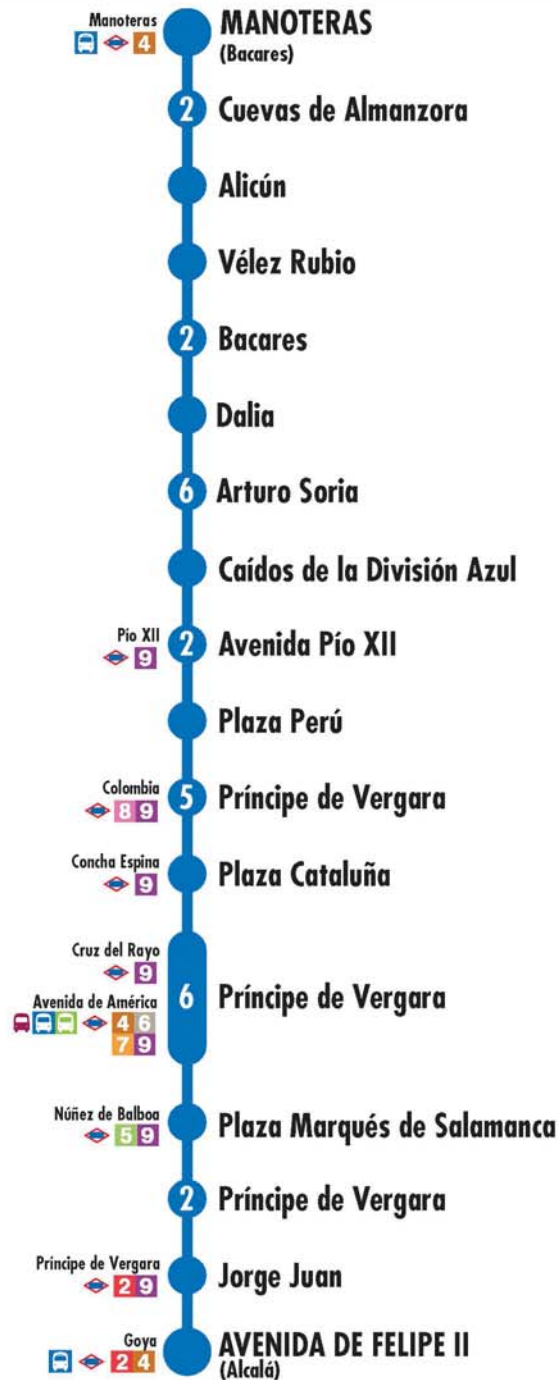 Manoteras
4
MANOTERAS
(Bacares)
2 Cuevas de Almanzora
Alicún
Vélez Rubio
2 Bacares
Dalia
6 Arturo Soria
Caídos de la División Azul
Pío XII
9
2 Avenida Pío XII
Plaza Perú
Colombia
8 9
5 Príncipe de Vergara
Concha Espina
9
Plaza Cataluña
Cruz del Rayo
9
Avenida de América
4 6
7 9
6 Príncipe de Vergara
Núñez de Balboa
5 9
Plaza Marqués de Salamanca
2 Príncipe de Vergara
Príncipe de Vergara
2 9
Jorge Juan
Goya
2 4
AVENIDA DE FELIPE II
(Alcalá)